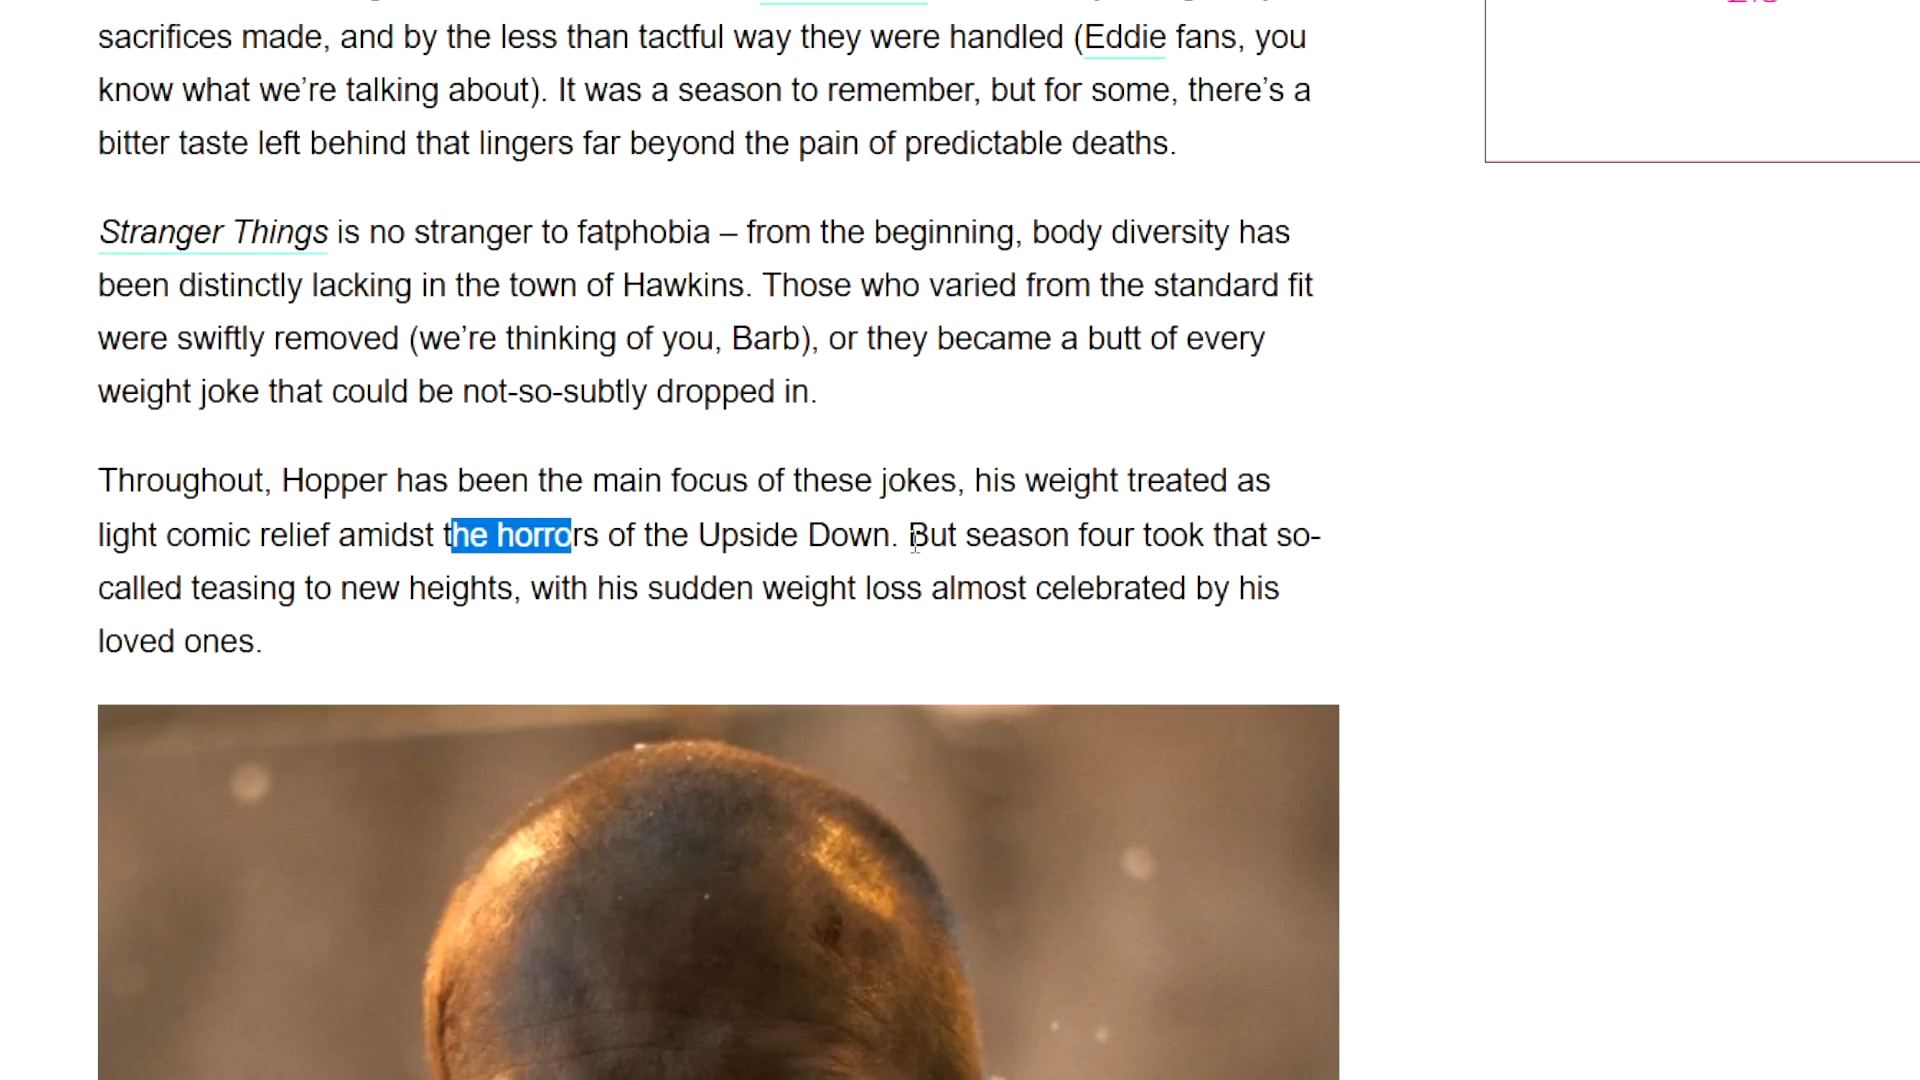 sacrifices made, and by the less than tactful way they were handled (Eddie fans, you
know what we’re talking about). It was a season to remember, but for some, there’s a
bitter taste left behind that lingers far beyond the pain of predictable deaths.
Stranger Things is no stranger to fatphobia – from the beginning, body diversity has
been distinctly lacking in the town of Hawkins. Those who varied from the standard fit
were swiftly removed (we’re thinking of you, Barb), or they became a butt of every
weight joke that could be not-so-subtly dropped in.
Throughout, Hopper has been the main focus of these jokes, his weight treated as
light comic relief amidst the horrors of the Upside Down. But season four took that so-
called teasing to new heights, with his sudden weight loss almost celebrated by his
loved ones.